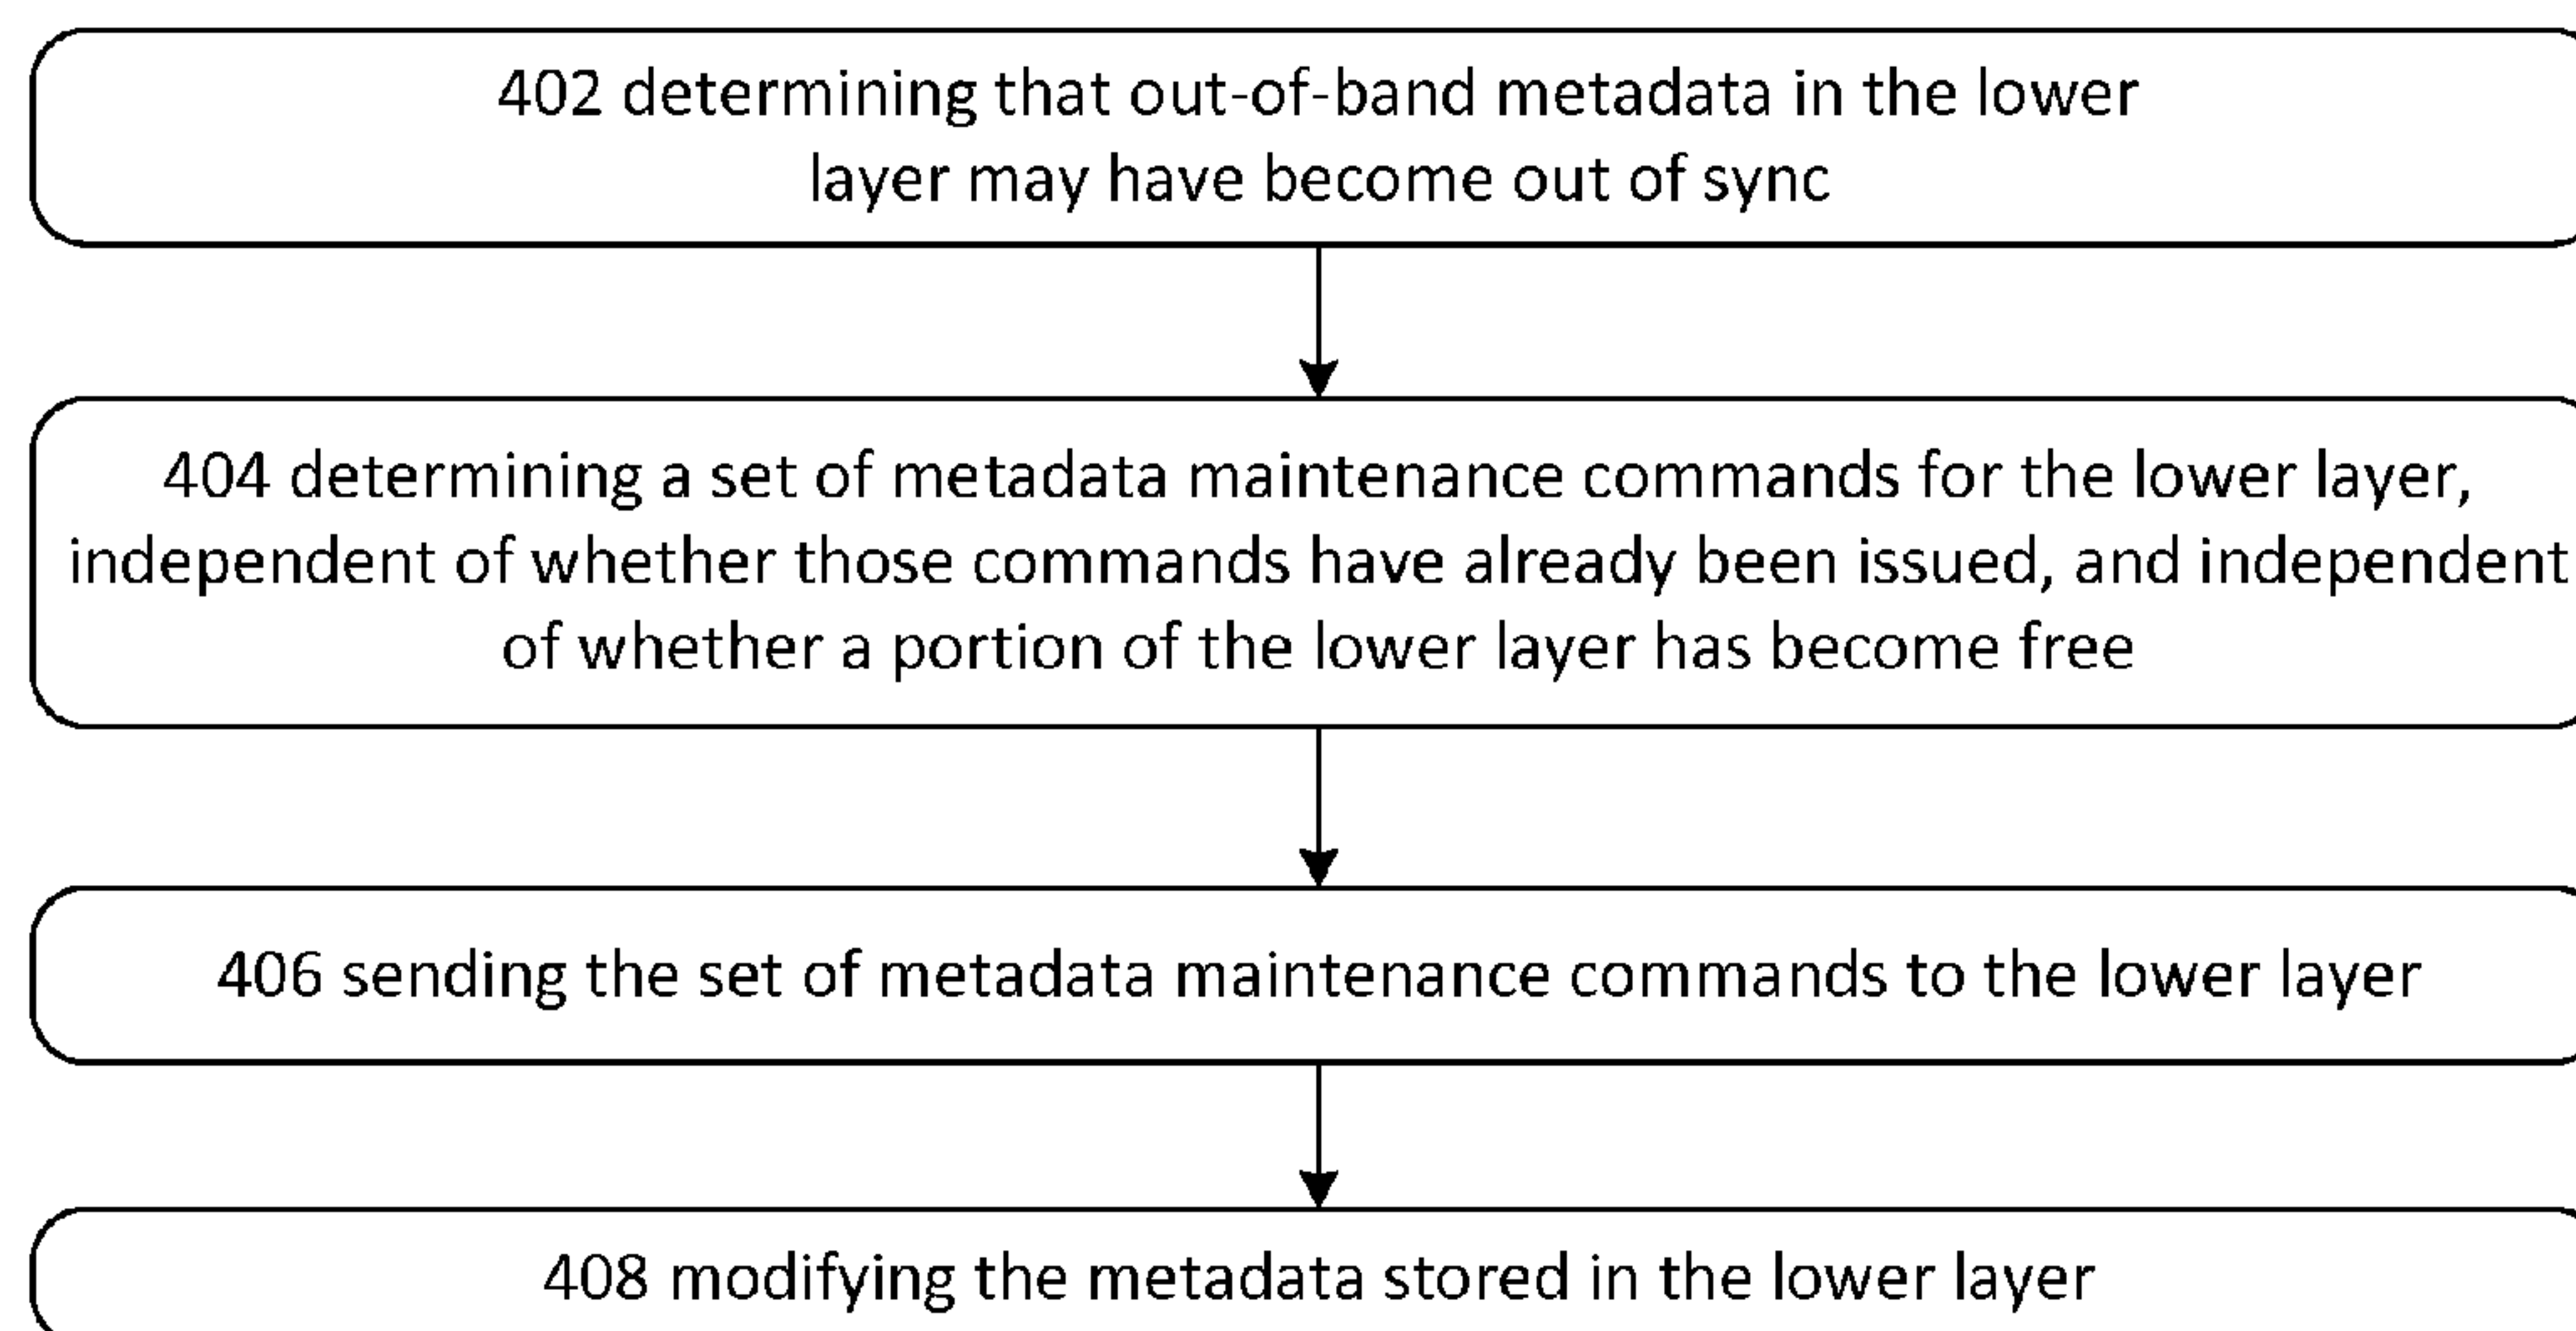 402 determining that out-of-band metadata in the lower
layer may have become out of sync
404 determining a set of metadata maintenance commands for the lower layer,
independent of whether those commands have already been issued, and independent
of whether a portion of the lower layer has become free
406 sending the set of metadata maintenance commands to the lower layer
408 modifying the metadata stored in the lower layer